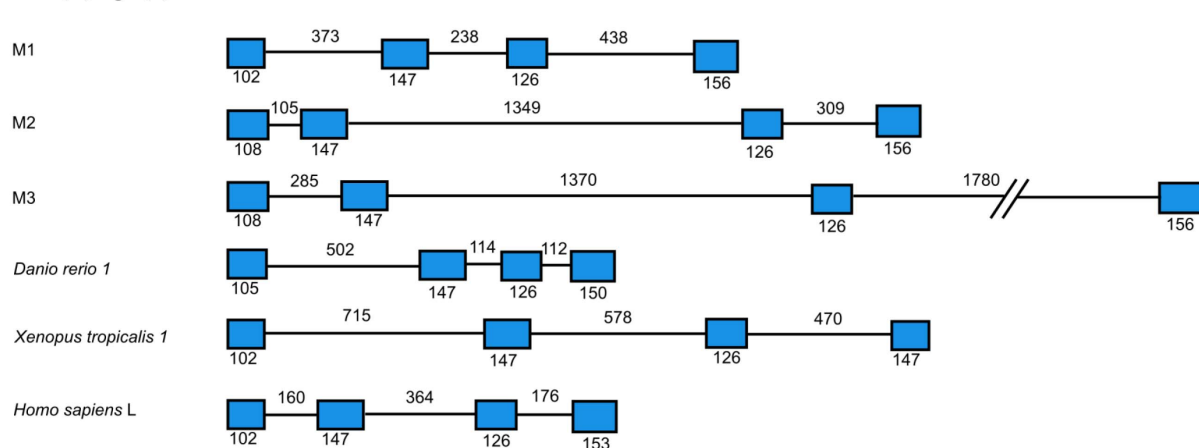 M1 373 238 438
102 147 126 156
M2 105 1349 309
108 147 126 156
M3 285 1370 1780
108 147 126 156
Danio rerio 1 502 114 112
105 147 126 150
Xenopus tropicalis 1 715 578 470
102 147 126 147
Homo sapiens L 160 364 176
102 147 126 153